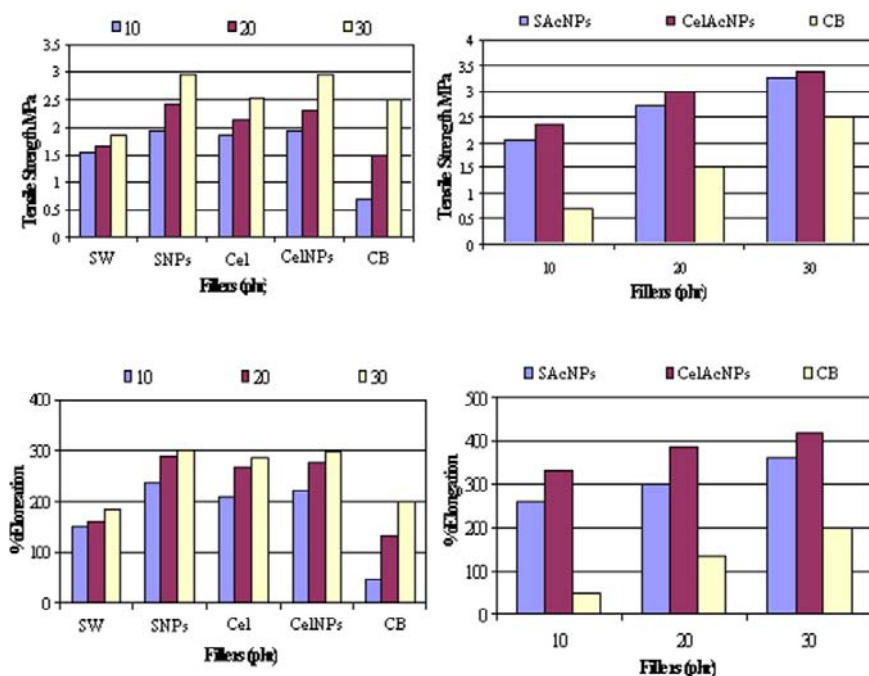 10 20 30
Tensile Strength MPa
3.5
3
2.5
2
1.5
1
0.5
0
SW SNPs Cel CelNPs CB
Fillers (phr)
SAcNPs CelAcNPs CB
Tensile Strength MPa
4
3.5
3
2.5
2
1.5
1
0.5
0
10 20 30
Fillers (phr)
10 20 30
%Elongation
400
300
200
100
0
SW SNPs Cel CelNPs CB
Fillers (phr)
SAcNPs CelAcNPs CB
%Elongation
500
400
300
200
100
0
10 20 30
Fillers (phr)